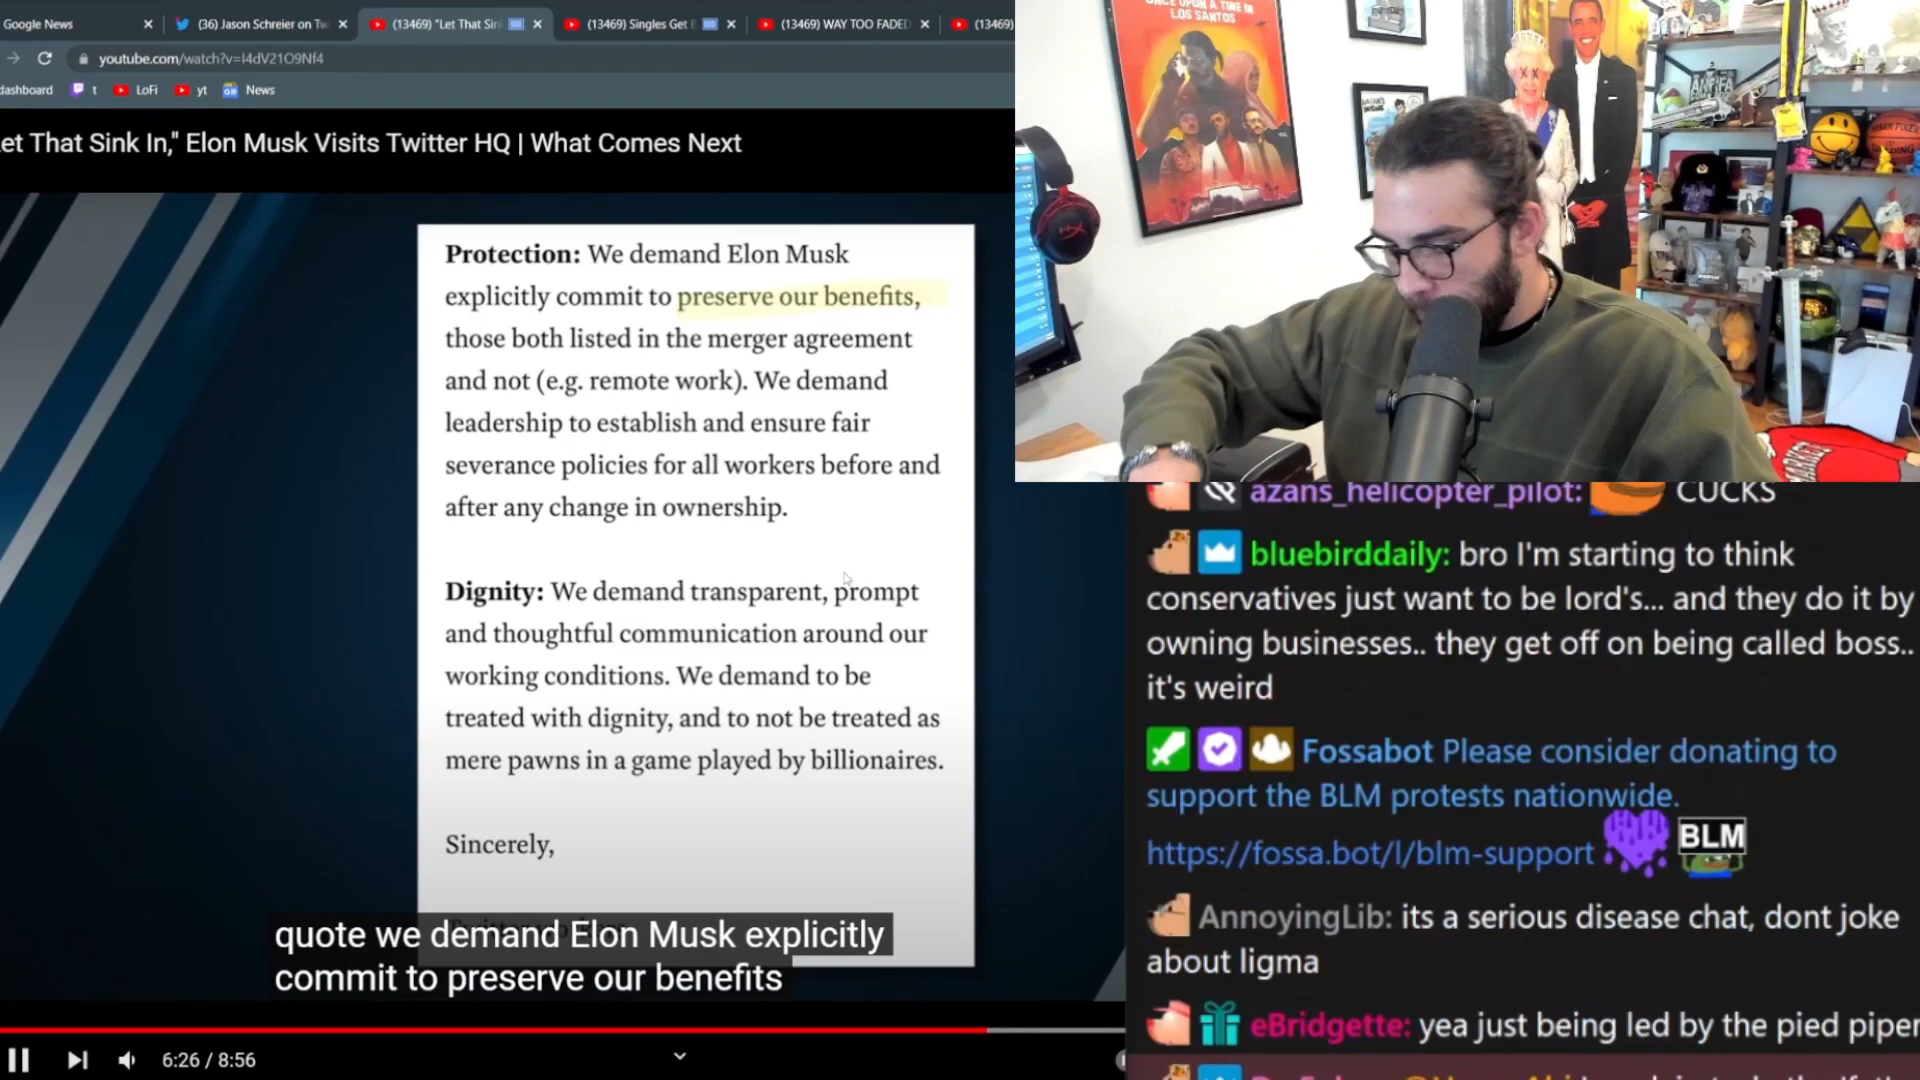 Google News
(36) Jason Schreier on Tw
(13469) "Let That Sin
(13469) Singles Get B
(13469) WAY TOO FADED
(13469)
youtube.com/watch?v=I4dV21O9Nf4
dashboard
t
LoFi
yt
News
et That Sink In," Elon Musk Visits Twitter HQ | What Comes Next
Protection: We demand Elon Musk
explicitly commit to preserve our benefits,
those both listed in the merger agreement
and not (e.g. remote work). We demand
leadership to establish and ensure fair
severance policies for all workers before and
after any change in ownership.
Dignity: We demand transparent, prompt
and thoughtful communication around our
working conditions. We demand to be
treated with dignity, and to not be treated as
mere pawns in a game played by billionaires.
Sincerely,
quote we demand Elon Musk explicitly
commit to preserve our benefits
6:26 / 8:56
ONCE UPON A TIME IN
LOS SANTOS
azans_helicopter_pilot: CUCKS
bluebirddaily: bro I'm starting to think
conservatives just want to be lord's... and they do it by
owning businesses.. they get off on being called boss..
it's weird
Fossabot Please consider donating to
support the BLM protests nationwide.
https://fossa.bot/l/blm-support BLM
AnnoyingLib: its a serious disease chat, dont joke
about ligma
eBridgette: yea just being led by the pied piper